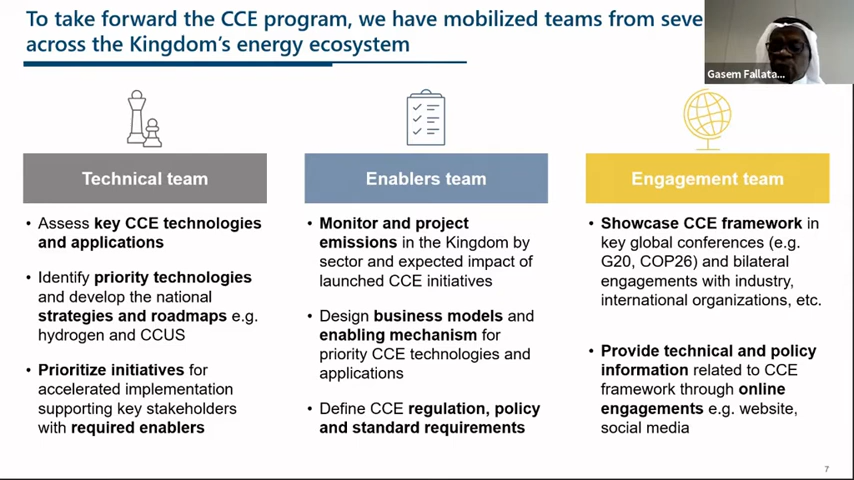 To take forward the CCE program, we have mobilized teams from seve
across the Kingdom's energy ecosystem
Gasem Fallata...
Technical team
• Assess key CCE technologies
and applications
• Identify priority technologies
and develop the national
strategies and roadmaps e.g.
hydrogen and CCUS
• Prioritize initiatives for
accelerated implementation
supporting key stakeholders
with required enablers
Enablers team
• Monitor and project
emissions in the Kingdom by
sector and expected impact of
launched CCE initiatives
• Design business models and
enabling mechanism for
priority CCE technologies and
applications
• Define CCE regulation, policy
and standard requirements
Engagement team
• Showcase CCE framework in
key global conferences (e.g.
G20, COP26) and bilateral
engagements with industry,
international organizations, etc.
• Provide technical and policy
information related to CCE
framework through online
engagements e.g. website,
social media
7